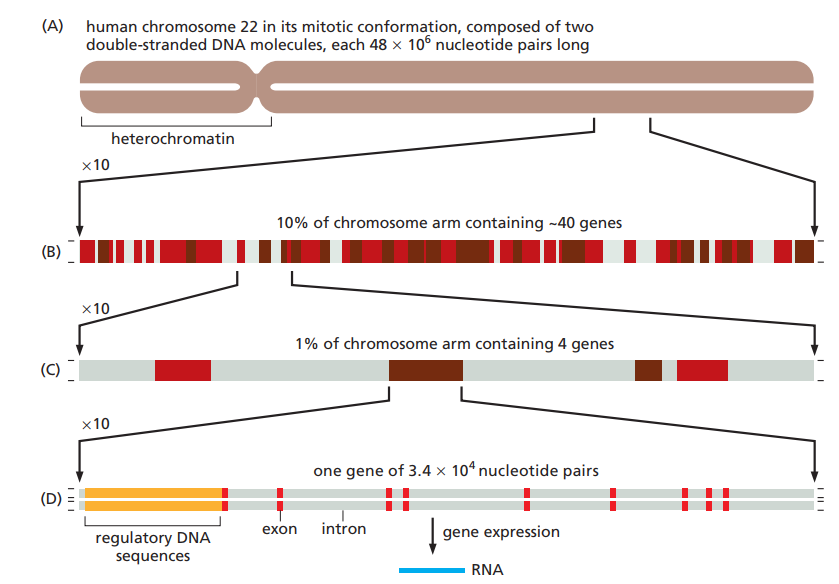 (A) human chromosome 22 in its mitotic conformation, composed of two
double-stranded DNA molecules, each 48 × 10⁶ nucleotide pairs long
heterochromatin
×10
10% of chromosome arm containing ~40 genes
(B)
×10
1% of chromosome arm containing 4 genes
(C)
×10
one gene of 3.4 × 10⁴ nucleotide pairs
(D)
exon
intron
gene expression
regulatory DNA
sequences
RNA